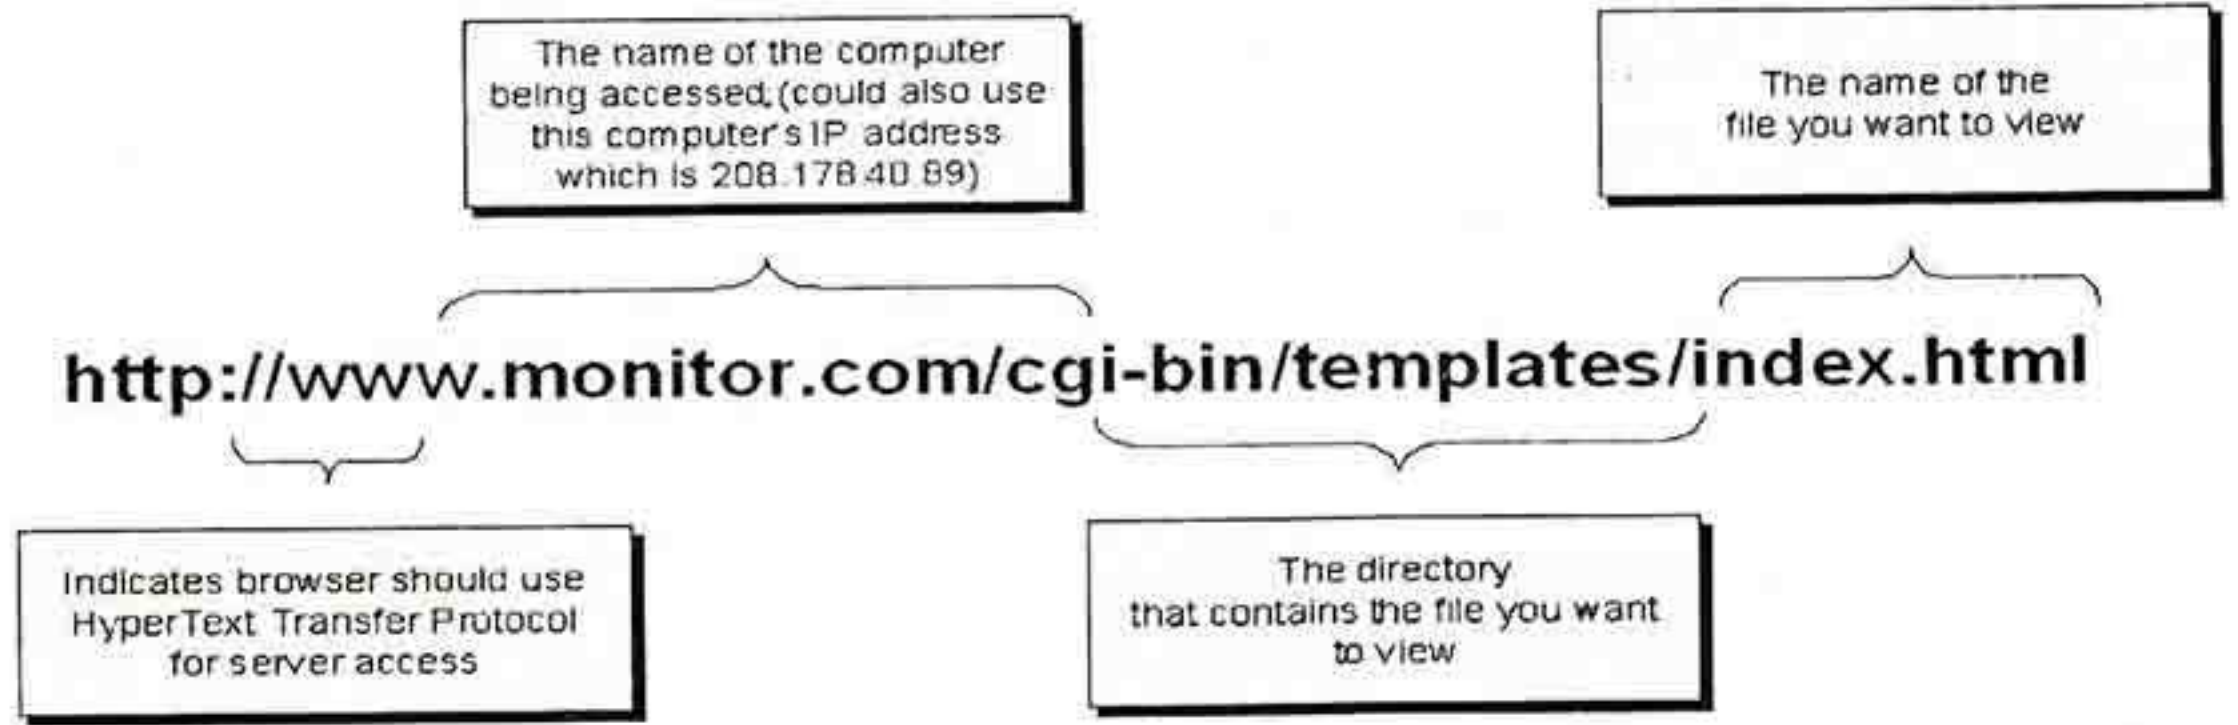 The name of the computer
being accessed,(could also use
this computer's IP address
which is 208.178.40.89)
The name of the
file you want to view
http://www.monitor.com/cgi-bin/templates/index.html
Indicates browser should use
HyperText Transfer Protocol
for server access
The directory
that contains the file you want
to view